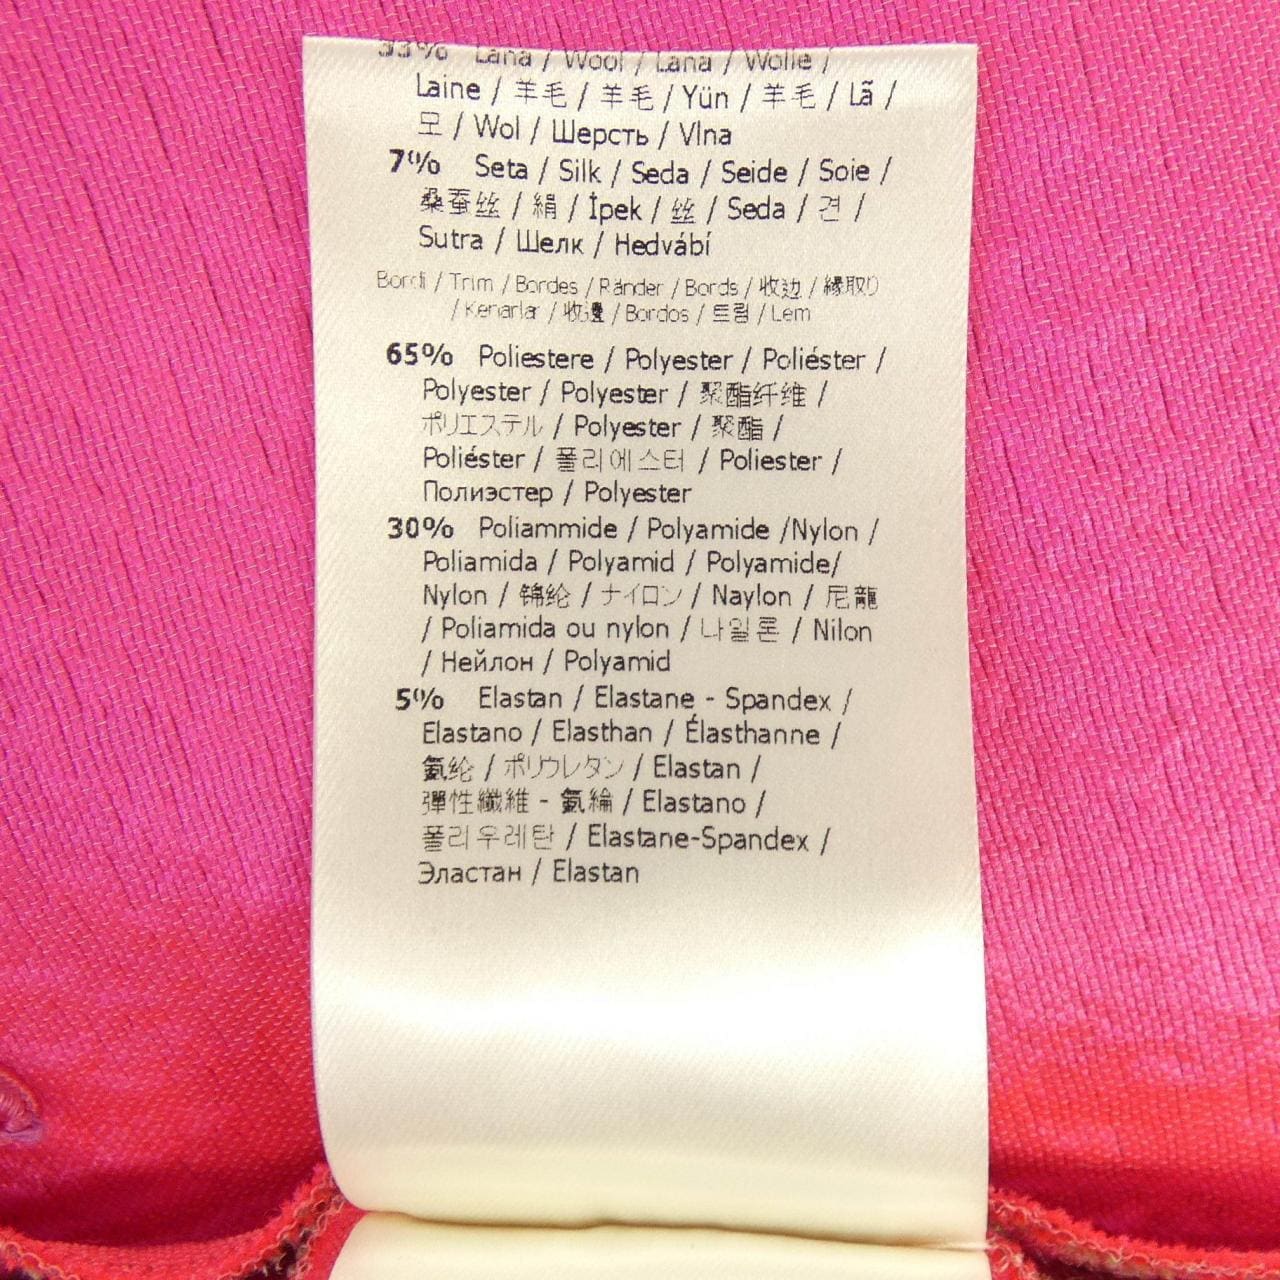 Lana / Wool / Lana / Wolle /
Laine / 羊毛 / 羊毛 / Yün / 羊毛 / Lã /
모 / Wol / Шерсть / Vlna
7% Seta / Silk / Seda / Seide / Soie /
桑蚕丝 / 絹 / İpek / 丝 / Seda / 견 /
Sutra / Шелк / Hedvábí
Bordi / Trim / Bordes / Ränder / Bords / 收边 / 縁取り
/ Kenarlar / 收邊 / Bordos / 트림 / Lem
65% Poliestere / Polyester / Poliéster /
Polyester / Polyester / 聚酯纤维 /
ポリエステル / Polyester / 聚酯 /
Poliéster / 폴리에스터 / Poliester /
Полиэстер / Polyester
30% Poliammide / Polyamide /Nylon /
Poliamida / Polyamid / Polyamide/
Nylon / 锦纶 / ナイロン / Naylon / 尼龍
/ Poliamida ou nylon / 나일론 / Nilon
/ Нейлон / Polyamid
5% Elastan / Elastane - Spandex /
Elastano / Elasthan / Élasthanne /
氨纶 / ポリウレタン / Elastan /
彈性纖維 - 氨綸 / Elastano /
폴리우레탄 / Elastane-Spandex /
Эластан / Elastan